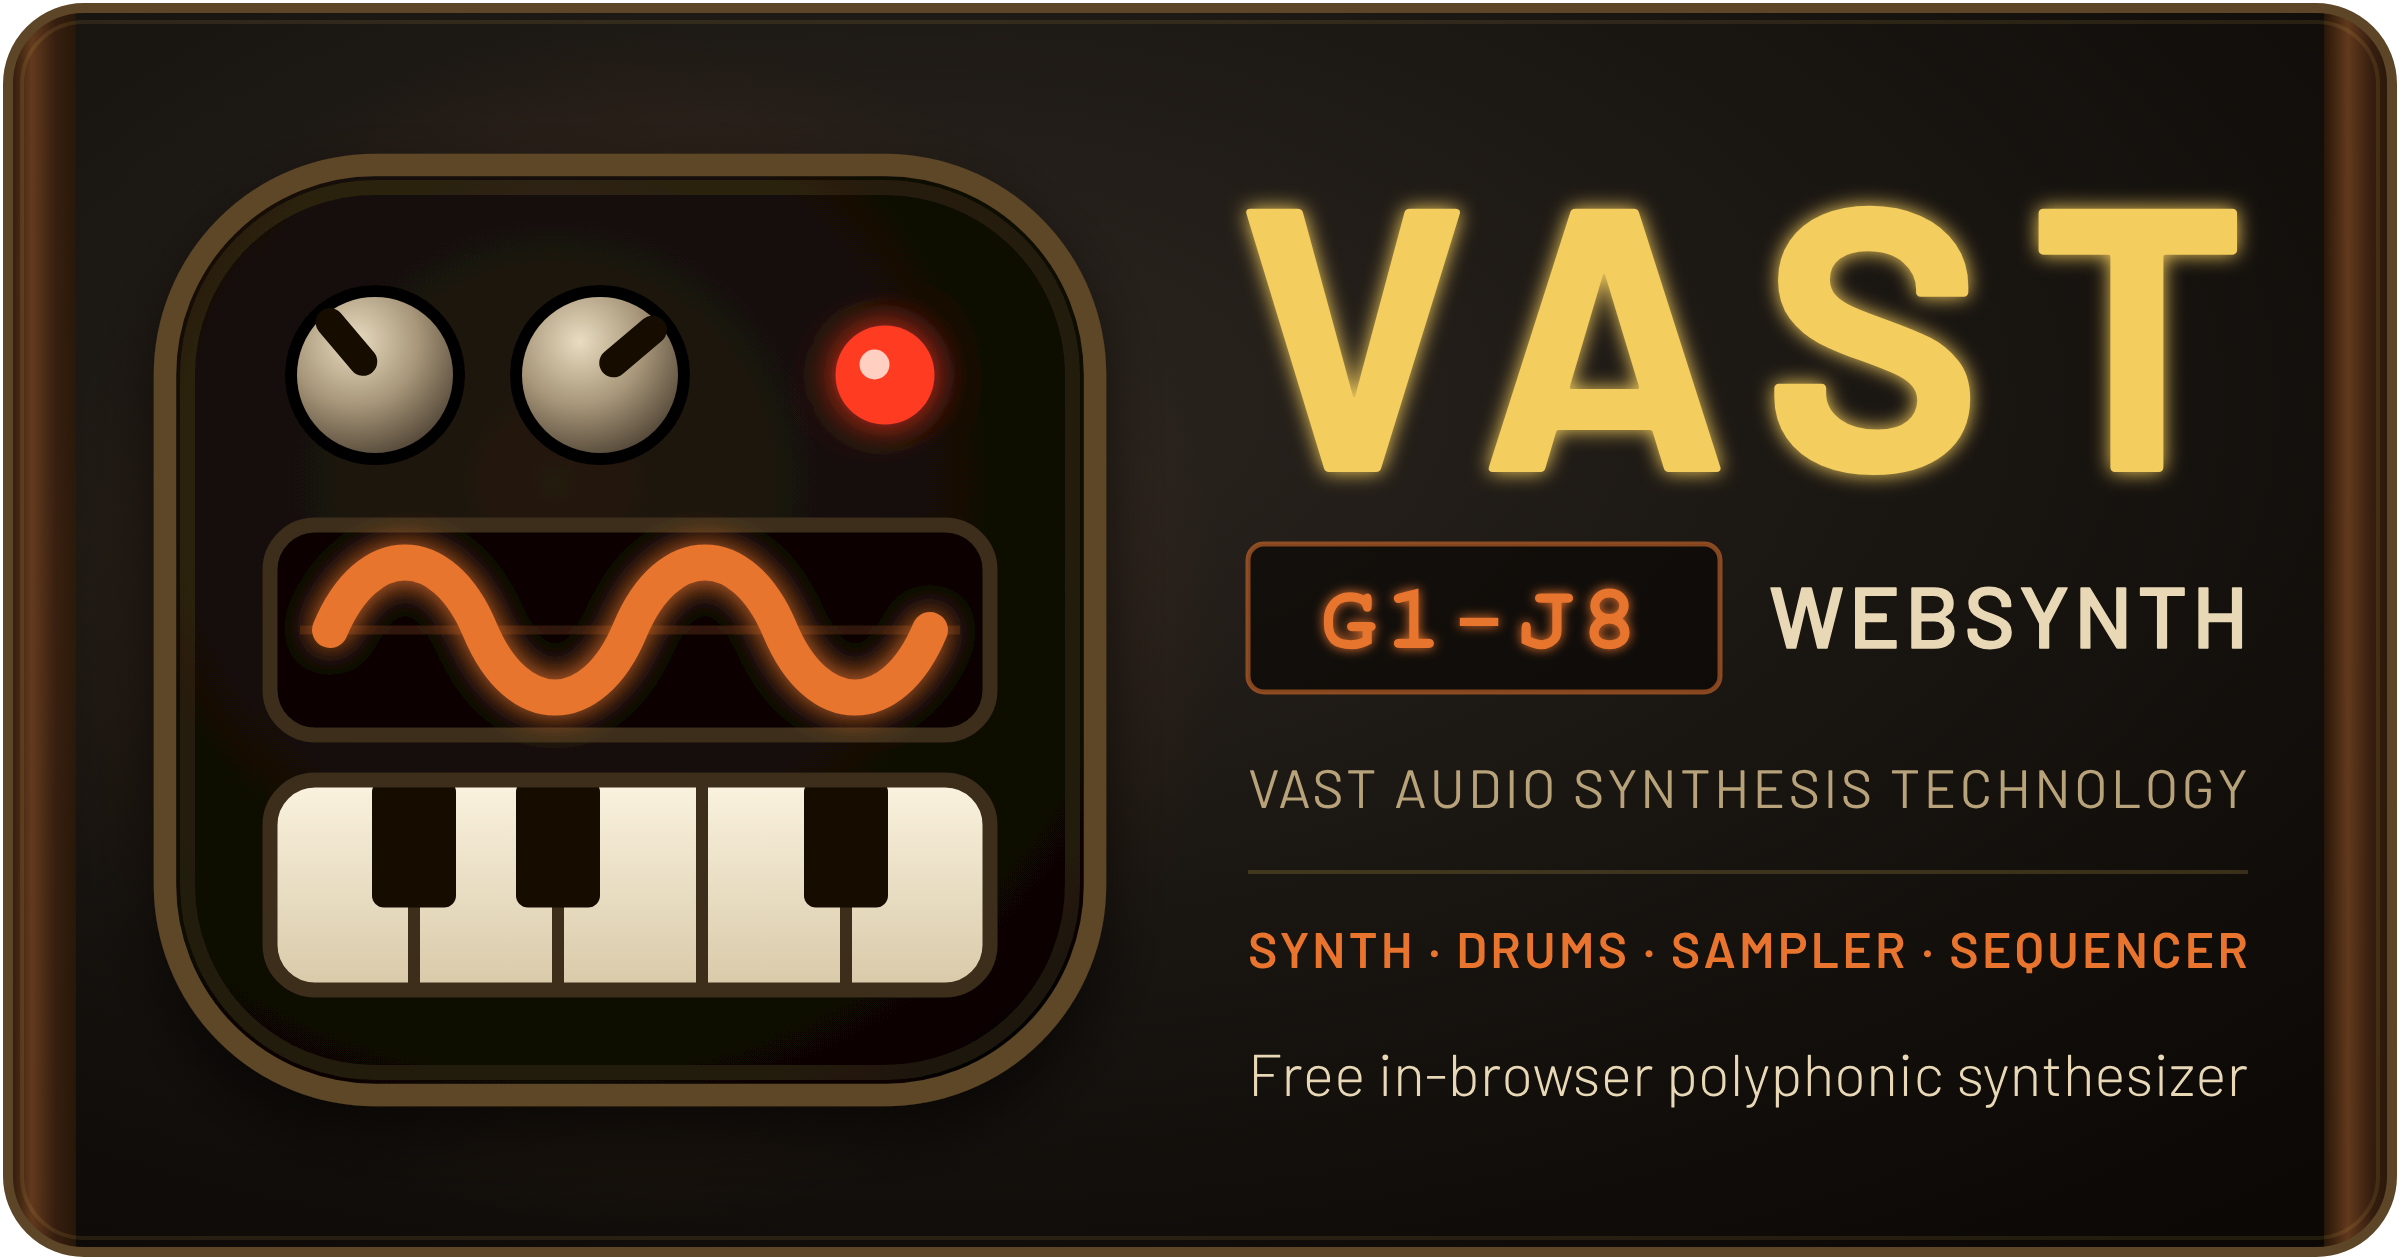 VAST
G1-J8 WEBSYNTH
VAST AUDIO SYNTHESIS TECHNOLOGY
SYNTH · DRUMS · SAMPLER · SEQUENCER
Free in-browser polyphonic synthesizer